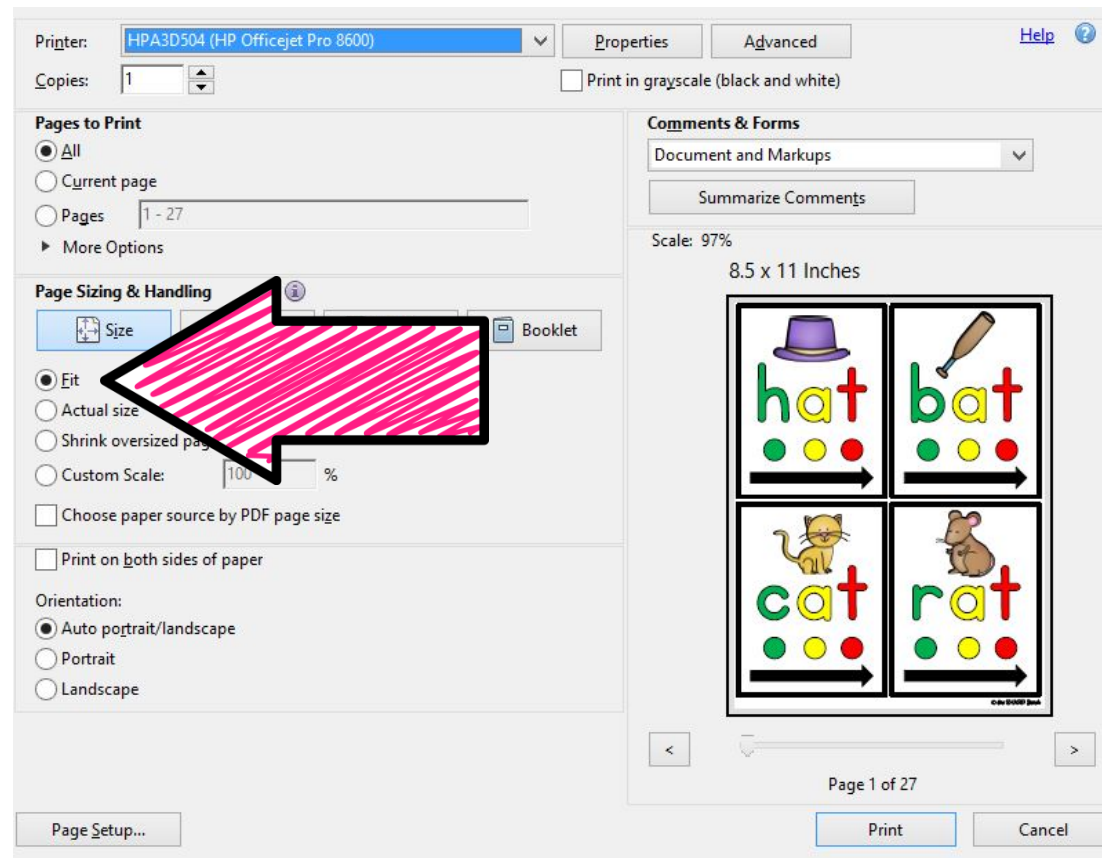 Printer: HPA3D504 (HP Officejet Pro 8600) Properties Advanced Help ?
Copies: 1 Print in grayscale (black and white)
Pages to Print
All
Current page
Pages 1 - 27
More Options
Page Sizing & Handling i
Size Booklet
Fit
Actual size
Shrink oversized
Custom Scale: 100 %
Choose paper source by PDF page size
Print on both sides of paper
Orientation:
Auto portrait/landscape
Portrait
Landscape
Page Setup...
Comments & Forms
Document and Markups
Summarize Comments
Scale: 97%
8.5 x 11 Inches
hat bat
cat rat
< >
Page 1 of 27
Print Cancel